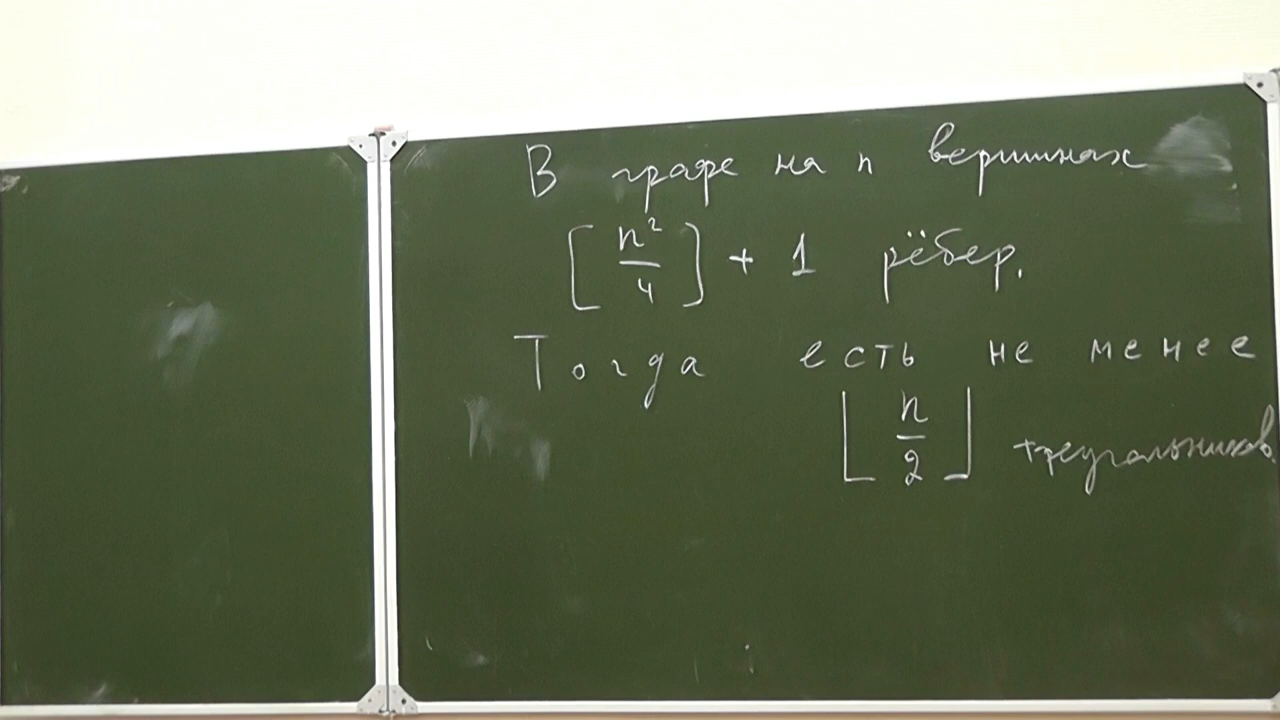 В графе на n вершинах
[n²/4] + 1 рёбер.
Тогда есть не менее
⌊n/2⌋ треугольников.